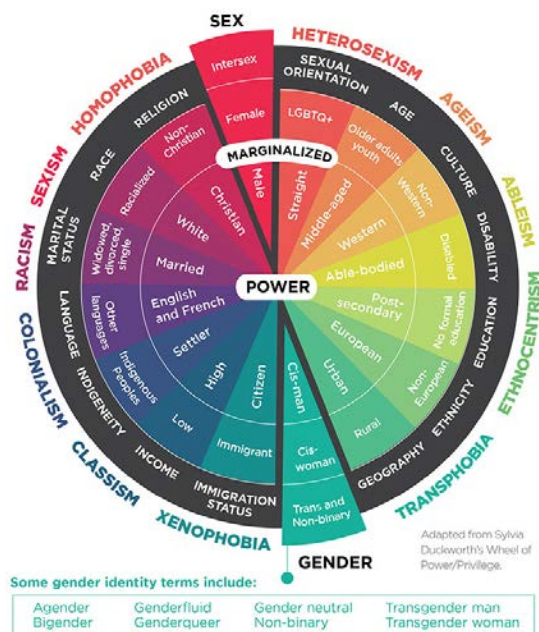 SEX
Intersex
Female
Male
HETEROSEXISM
AGEISM
ABLEISM
ETHNOCENTRISM
TRANSPHOBIA
XENOPHOBIA
CLASSISM
COLONIALISM
RACISM
SEXISM
HOMOPHOBIA
SEXUAL
ORIENTATION
LGBTQ+
Straight
AGE
Older adults,
youth
Middle-aged
CULTURE
Non-
Western
Western
DISABILITY
Disabled
Able-bodied
EDUCATION
No formal
education
Post-
secondary
ETHNICITY
Non-
European
European
GEOGRAPHY
Rural
Urban
Cis-man
Cis-
woman
Trans and
Non-binary
GENDER
IMMIGRATION
STATUS
Immigrant
Citizen
INCOME
Low
High
INDIGENEITY
Indigenous
Peoples
Settler
LANGUAGE
Other
languages
English
and French
MARITAL
STATUS
Widowed,
divorced,
single
Married
RACE
Racialized
White
RELIGION
Non-
Christian
Christian
MARGINALIZED
POWER
Adapted from Sylvia
Duckworth's Wheel of
Power/Privilege.
Some gender identity terms include:
Agender Genderfluid Gender neutral Transgender man
Bigender Genderqueer Non-binary Transgender woman